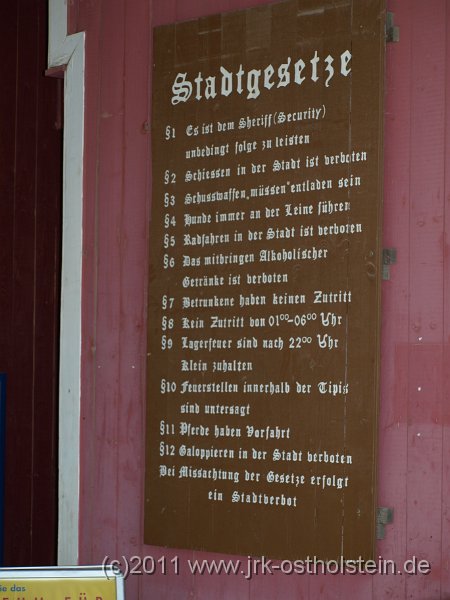 Stadtgesetze
§1 Es ist dem Sheriff (Security)
unbedingt folge zu leisten
§2 Schiessen in der Stadt ist verboten
§3 Schusswaffen „müssen" entladen sein
§4 Hunde immer an der Leine führen
§5 Radfahren in der Stadt ist verboten
§6 Das mitbringen Alkoholischer
Getränke ist verboten
§7 Betrunkene haben keinen Zutritt
§8 Kein Zutritt von 01⁰⁰-06⁰⁰ Uhr
§9 Lagerfeuer sind nach 22⁰⁰ Uhr
Klein zuhalten
§10 Feuerstellen innerhalb der Tipis
sind untersagt
§11 Pferde haben Vorfahrt
§12 Galoppieren in der Stadt verboten
Bei Missachtung der Gesetze erfolgt
ein Stadtverbot
(c)2011 www.jrk-ostholstein.de
ie das